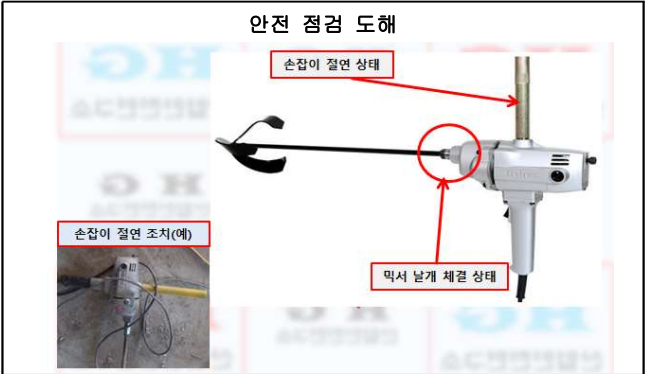 안전 점검 도해
손잡이 절연 상태
손잡이 절연 조치(예)
믹서 날개 체결 상태